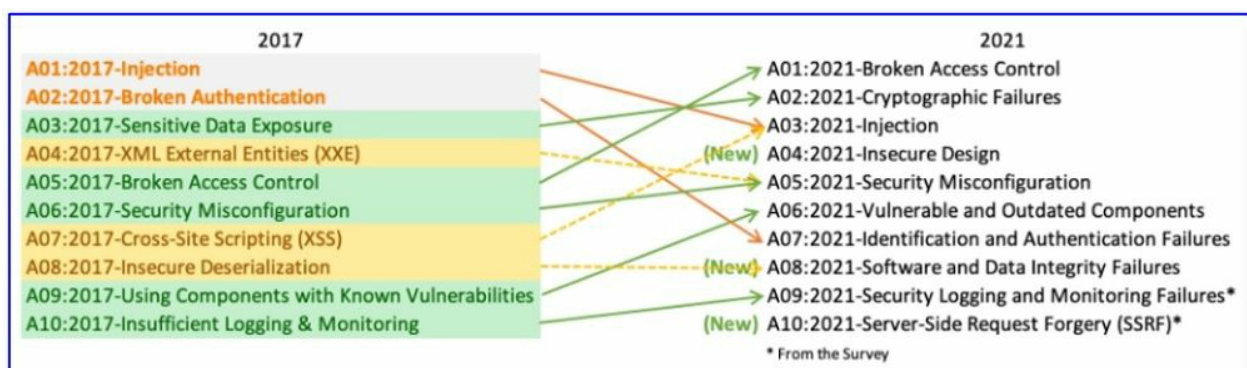 2017
A01:2017-Injection
A02:2017-Broken Authentication
A03:2017-Sensitive Data Exposure
A04:2017-XML External Entities (XXE)
A05:2017-Broken Access Control
A06:2017-Security Misconfiguration
A07:2017-Cross-Site Scripting (XSS)
A08:2017-Insecure Deserialization
A09:2017-Using Components with Known Vulnerabilities
A10:2017-Insufficient Logging & Monitoring
2021
A01:2021-Broken Access Control
A02:2021-Cryptographic Failures
A03:2021-Injection
(New) A04:2021-Insecure Design
A05:2021-Security Misconfiguration
A06:2021-Vulnerable and Outdated Components
A07:2021-Identification and Authentication Failures
(New) A08:2021-Software and Data Integrity Failures
A09:2021-Security Logging and Monitoring Failures*
(New) A10:2021-Server-Side Request Forgery (SSRF)*
* From the Survey